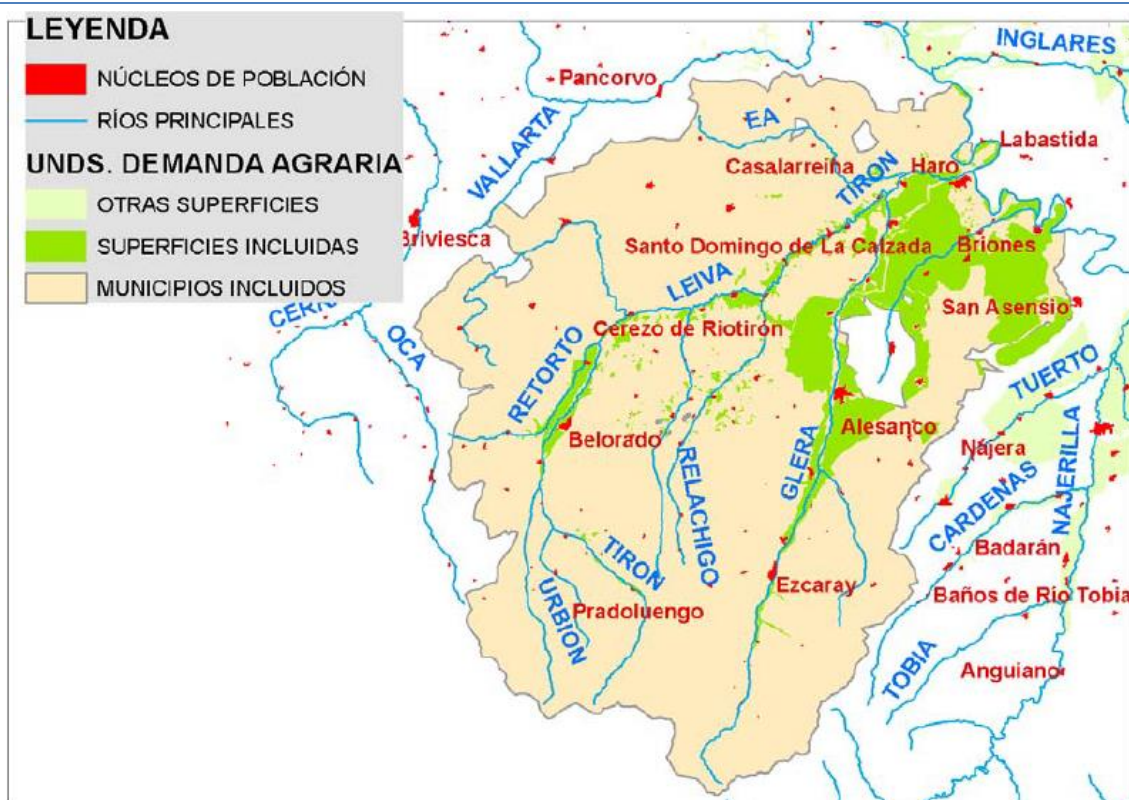 LEYENDA
NÚCLEOS DE POBLACIÓN
RÍOS PRINCIPALES
UNDS. DEMANDA AGRARIA
OTRAS SUPERFICIES
SUPERFICIES INCLUIDAS
MUNICIPIOS INCLUIDOS
INGLARES
Pancorvo
VALLARTA
EA
Labastida
Casalarreina
Haro
TIRON
Briviesca
Santo Domingo de La Calzada
Briones
LEIVA
San Asensio
OCA
Cerezo de Riotirón
RETORTO
TUERTO
Belorado
Alesanco
Nájera
GLERA
RELACHIGO
NAJERILLA
CARDENAS
TIRON
Badarán
URBION
Pradoluengo
Ezcaray
Baños de Río Tobia
TOBIA
Anguiano